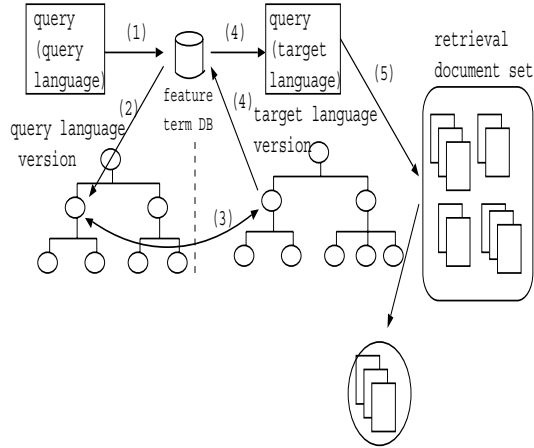 query
(query
language)
(1)
(4)
query
(target
language)
(5)
retrieval
document set
feature
term DB
(2)
(4)
query language
version
target language
version
(3)